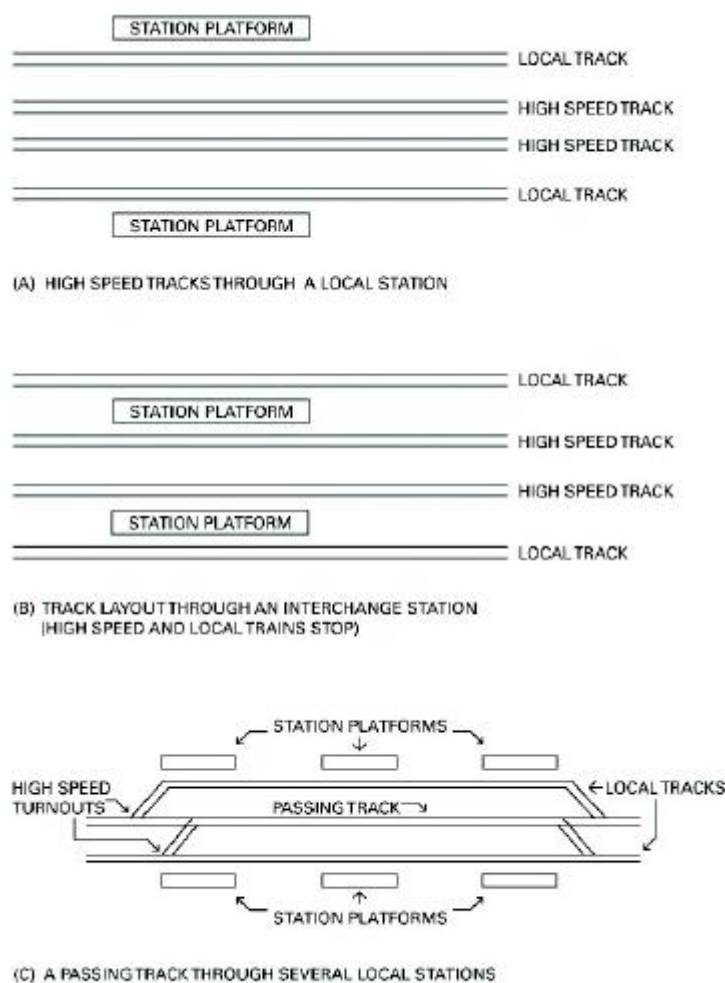 STATION PLATFORM
LOCAL TRACK
HIGH SPEED TRACK
HIGH SPEED TRACK
LOCAL TRACK
STATION PLATFORM
(A) HIGH SPEED TRACKS THROUGH A LOCAL STATION
LOCAL TRACK
STATION PLATFORM
HIGH SPEED TRACK
HIGH SPEED TRACK
STATION PLATFORM
LOCAL TRACK
(B) TRACK LAYOUT THROUGH AN INTERCHANGE STATION
(HIGH SPEED AND LOCAL TRAINS STOP)
STATION PLATFORMS
HIGH SPEED
TURNOUTS
PASSING TRACK
LOCAL TRACKS
STATION PLATFORMS
(C) A PASSING TRACK THROUGH SEVERAL LOCAL STATIONS